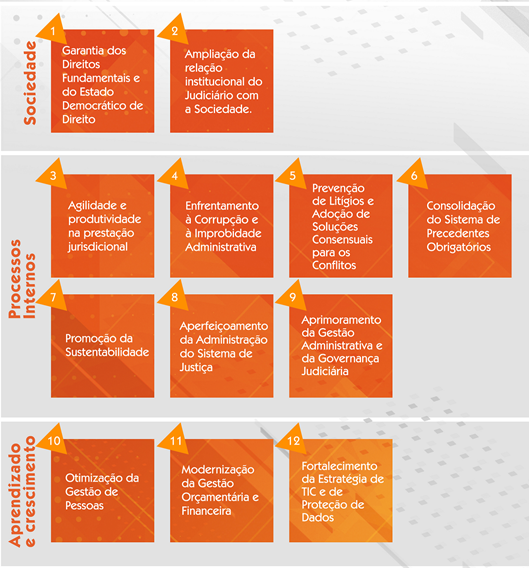 Sociedade
1
Garantia dos
Direitos
Fundamentais e
do Estado
Democrático de
Direito
2
Ampliação da
relação
institucional do
Judiciário com
a Sociedade.
Processos
Internos
3
Agilidade e
produtividade
na prestação
jurisdicional
4
Enfrentamento
à Corrupção e
à Improbidade
Administrativa
5
Prevenção
de Litígios e
Adoção de
Soluções
Consensuais
para os
Conflitos
6
Consolidação
do Sistema de
Precedentes
Obrigatórios
7
Promoção da
Sustentabilidade
8
Aperfeiçoamento
da Administração
do Sistema de
Justiça
9
Aprimoramento
da Gestão
Administrativa e
da Governança
Judiciária
Aprendizado
e crescimento
10
Otimização da
Gestão de
Pessoas
11
Modernização
da Gestão
Orçamentária e
Financeira
12
Fortalecimento
da Estratégia de
TIC e de
Proteção de
Dados